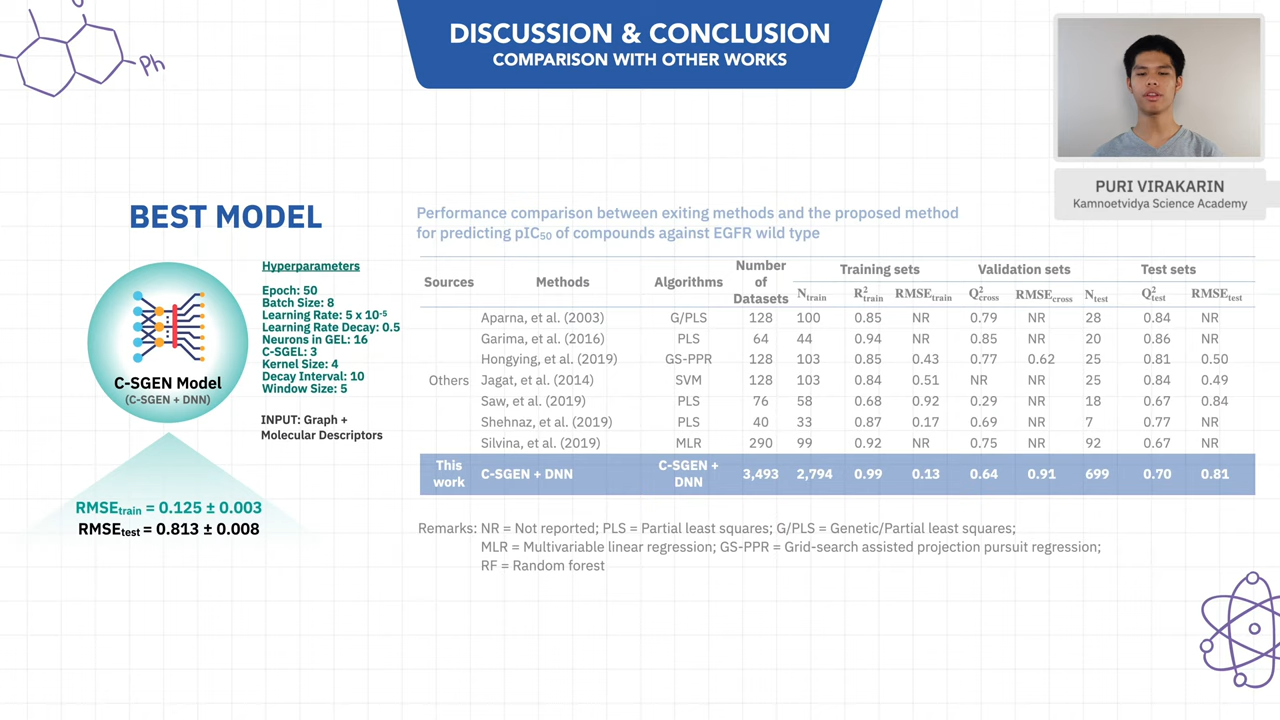 DISCUSSION & CONCLUSION
COMPARISON WITH OTHER WORKS
Ph
PURI VIRAKARIN
Kamnoetvidya Science Academy
BEST MODEL
C-SGEN Model
(C-SGEN + DNN)
Hyperparameters
Epoch: 50
Batch Size: 8
Learning Rate: 5 x 10⁻⁵
Learning Rate Decay: 0.5
Neurons in GEL: 16
C-SGEL: 3
Kernel Size: 4
Decay Interval: 10
Window Size: 5
INPUT: Graph +
Molecular Descriptors
RMSEtrain = 0.125 ± 0.003
RMSEtest = 0.813 ± 0.008
Performance comparison between exiting methods and the proposed method
for predicting pIC₅₀ of compounds against EGFR wild type
Sources Methods Algorithms Number of Datasets Training sets Validation sets Test sets
Ntrain R²train RMSEtrain Q²cross RMSEcross Ntest Q²test RMSEtest
Aparna, et al. (2003) G/PLS 128 100 0.85 NR 0.79 NR 28 0.84 NR
Garima, et al. (2016) PLS 64 44 0.94 NR 0.85 NR 20 0.86 NR
Hongying, et al. (2019) GS-PPR 128 103 0.85 0.43 0.77 0.62 25 0.81 0.50
Others Jagat, et al. (2014) SVM 128 103 0.84 0.51 NR NR 25 0.84 0.49
Saw, et al. (2019) PLS 76 58 0.68 0.92 0.29 NR 18 0.67 0.84
Shehnaz, et al. (2019) PLS 40 33 0.87 0.17 0.69 NR 7 0.77 NR
Silvina, et al. (2019) MLR 290 99 0.92 NR 0.75 NR 92 0.67 NR
This work C-SGEN + DNN C-SGEN + DNN 3,493 2,794 0.99 0.13 0.64 0.91 699 0.70 0.81
Remarks: NR = Not reported; PLS = Partial least squares; G/PLS = Genetic/Partial least squares;
MLR = Multivariable linear regression; GS-PPR = Grid-search assisted projection pursuit regression;
RF = Random forest